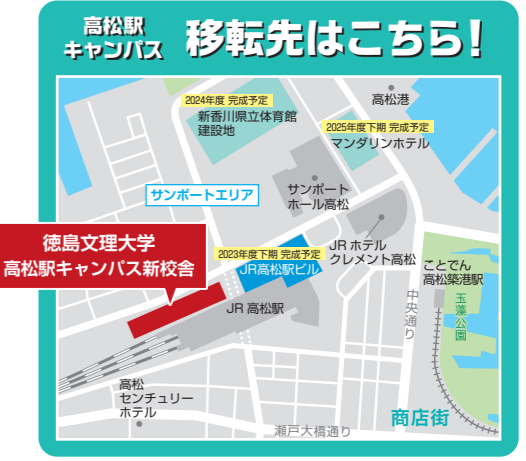 高松駅
キャンパス
移転先はこちら！
2024年度 完成予定
新香川県立体育館
建設地
高松港
2025年度下期 完成予定
マンダリンホテル
サンポートエリア
サンポート
ホール高松
徳島文理大学
高松駅キャンパス新校舎
2023年度下期 完成予定
JR高松駅ビル
JR ホテル
クレメント高松
ことでん
高松築港駅
玉藻公園
中央通り
JR 高松駅
高松
センチュリー
ホテル
商店街
瀬戸大橋通り